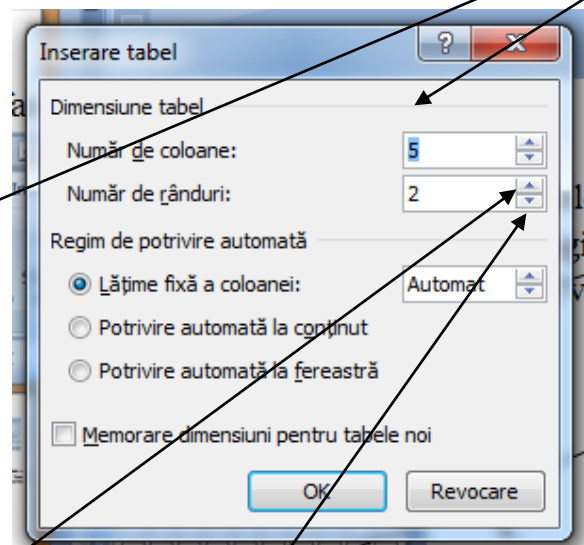 Inserare tabel
Dimensiune tabel
Număr de coloane: 5
Număr de rânduri: 2
Regim de potrivire automată
Lățime fixă a coloanei: Automat
Potrivire automată la conținut
Potrivire automată la fereastră
Memorare dimensiuni pentru tabele noi
OK Revocare